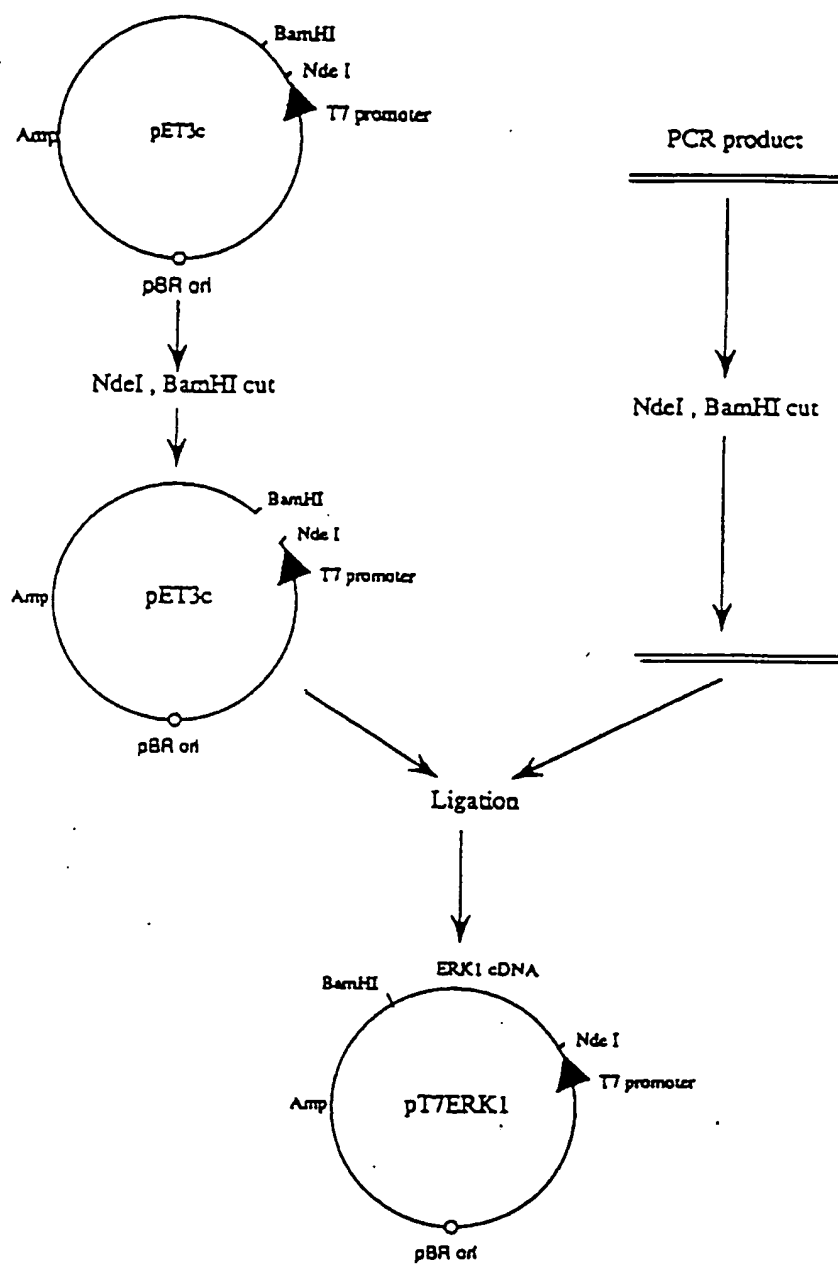 BamHI
Nde I
T7 promoter
Amp
pET3c
pBR ori
PCR product
NdeI , BamHI cut
NdeI , BamHI cut
BamHI
Nde I
T7 promoter
Amp
pET3c
pBR ori
Ligation
ERK1 cDNA
BamHI
Nde I
T7 promoter
Amp
pT7ERK1
pBR ori